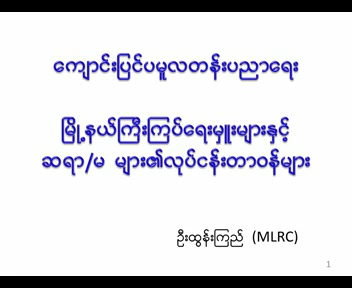 ကျောင်းပြင်ပမူလတန်းပညာရေး
မြို့နယ်ကြီးကြပ်ရေးမှူးများနှင့်
ဆရာ/မ များ၏လုပ်ငန်းတာဝန်များ
ဦးထွန်းကြည် (MLRC)
1